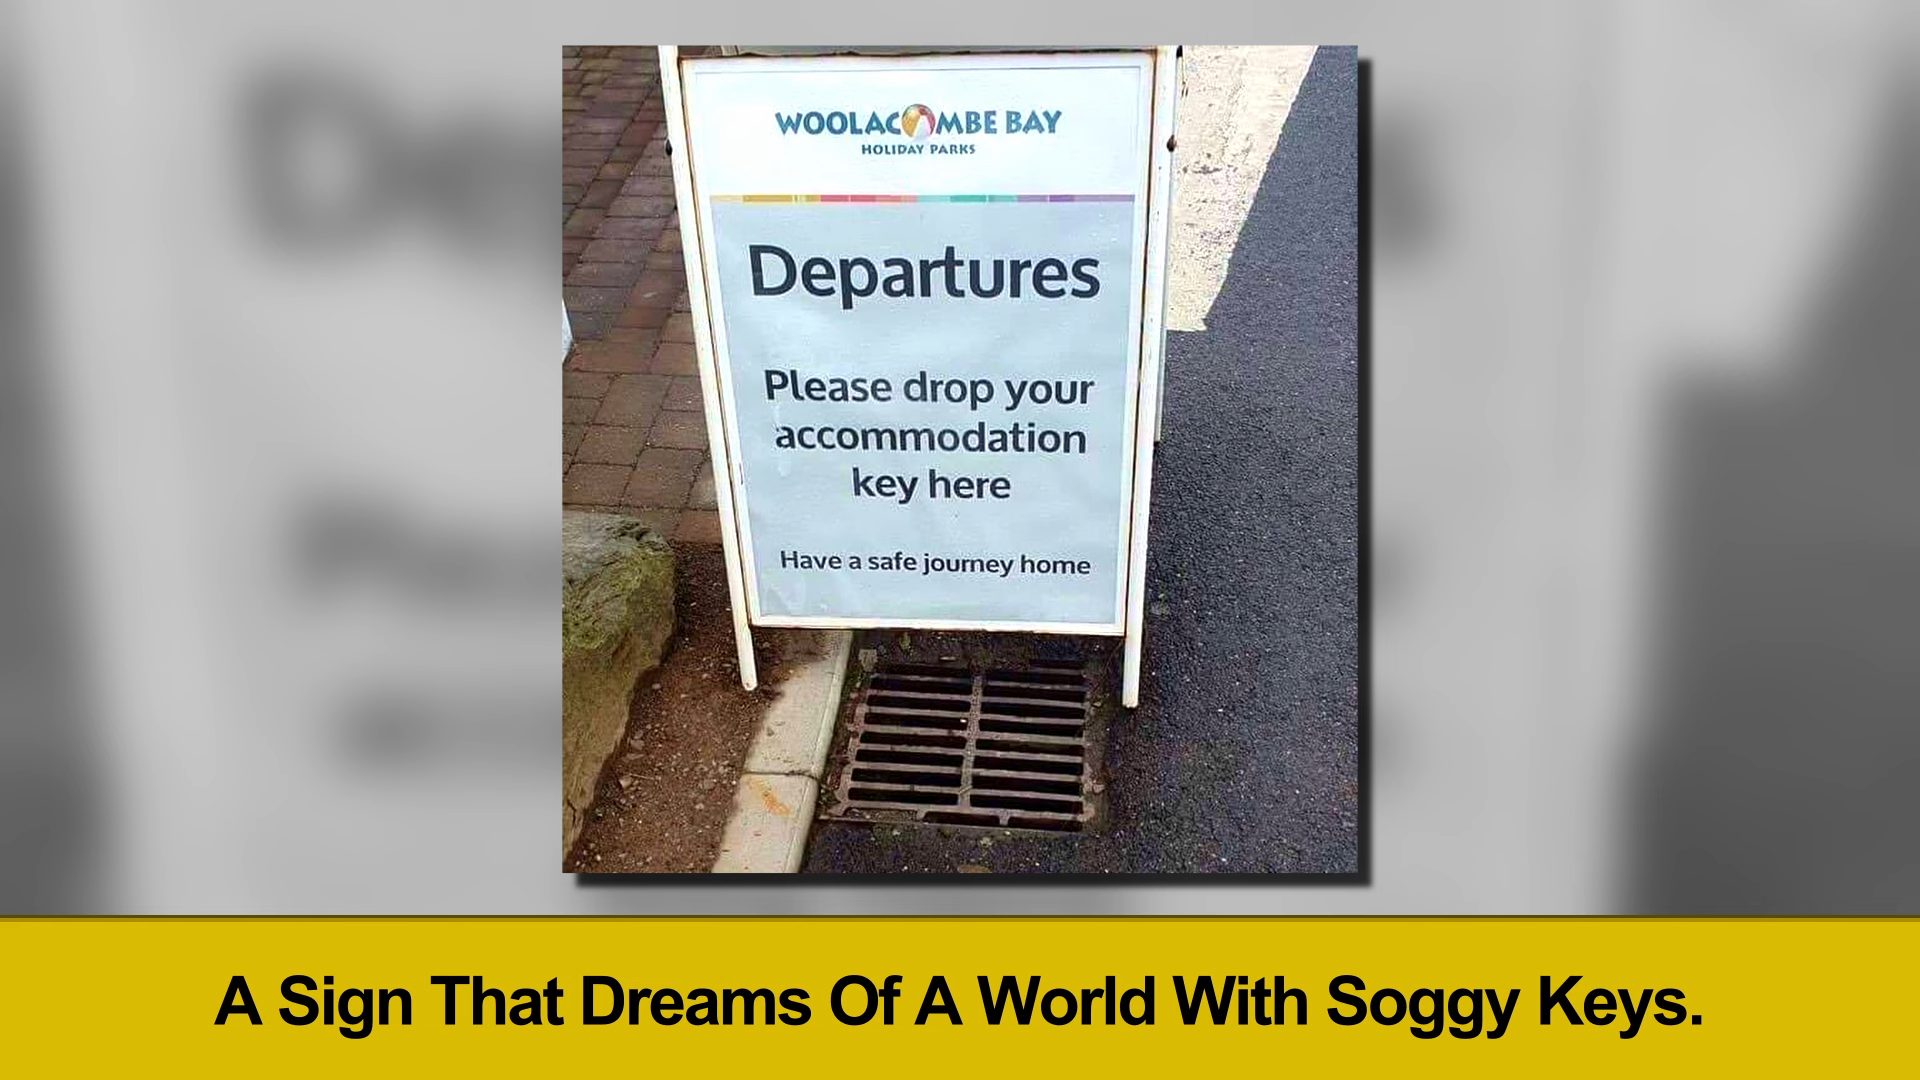 WOOLACOMBE BAY
HOLIDAY PARKS
Departures
Please drop your
accommodation
key here
Have a safe journey home
A Sign That Dreams Of A World With Soggy Keys.